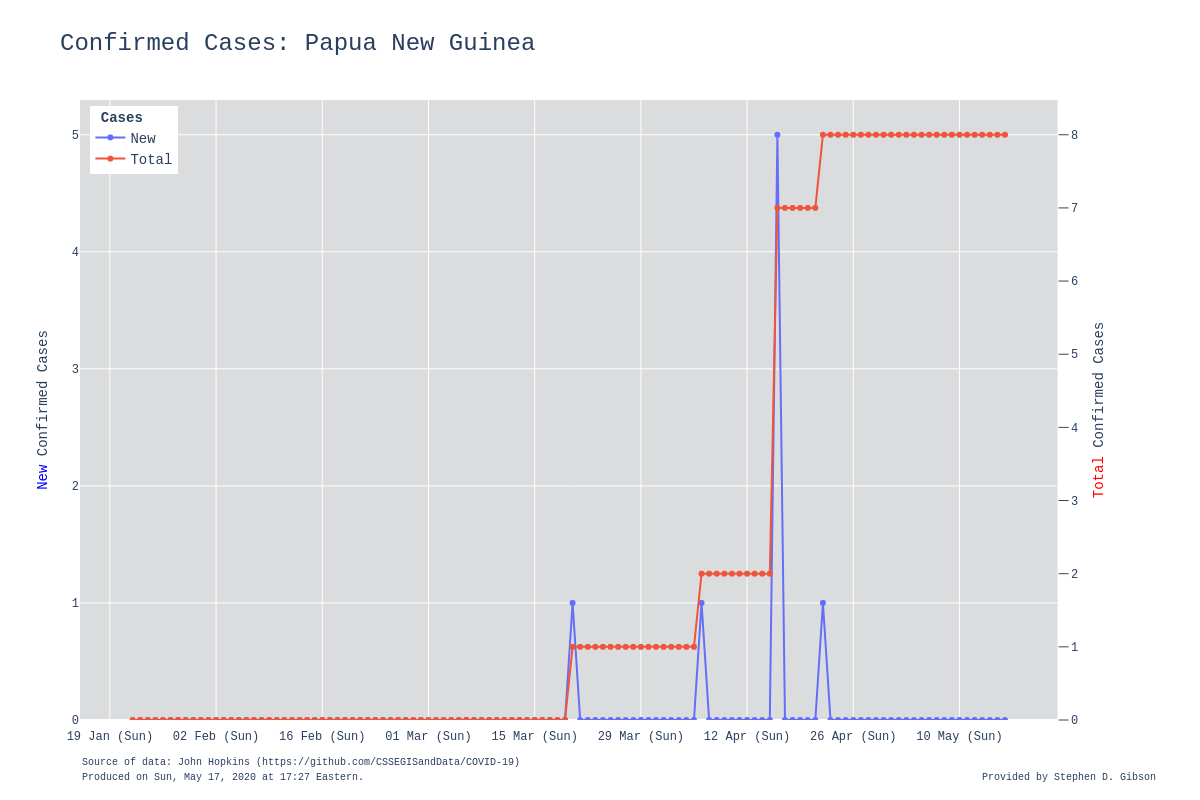 Confirmed Cases: Papua New Guinea
Cases
New
Total
5
4
3
2
1
0
New Confirmed Cases
8
7
6
5
4
3
2
1
0
Total Confirmed Cases
19 Jan (Sun)
02 Feb (Sun)
16 Feb (Sun)
01 Mar (Sun)
15 Mar (Sun)
29 Mar (Sun)
12 Apr (Sun)
26 Apr (Sun)
10 May (Sun)
Source of data: John Hopkins (https://github.com/CSSEGISandData/COVID-19)
Produced on Sun, May 17, 2020 at 17:27 Eastern.
Provided by Stephen D. Gibson